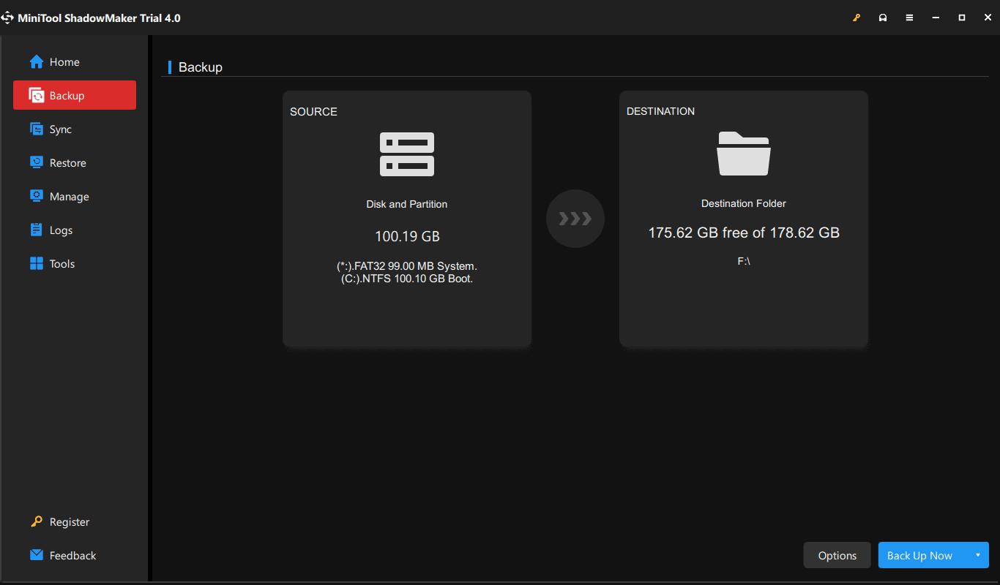 MiniTool ShadowMaker Trial 4.0
Home
Backup
Sync
Restore
Manage
Logs
Tools
Register
Feedback
Backup
SOURCE
Disk and Partition
100.19 GB
(*:).FAT32 99.00 MB System.
(C:).NTFS 100.10 GB Boot.
DESTINATION
Destination Folder
175.62 GB free of 178.62 GB
F:\
Options
Back Up Now